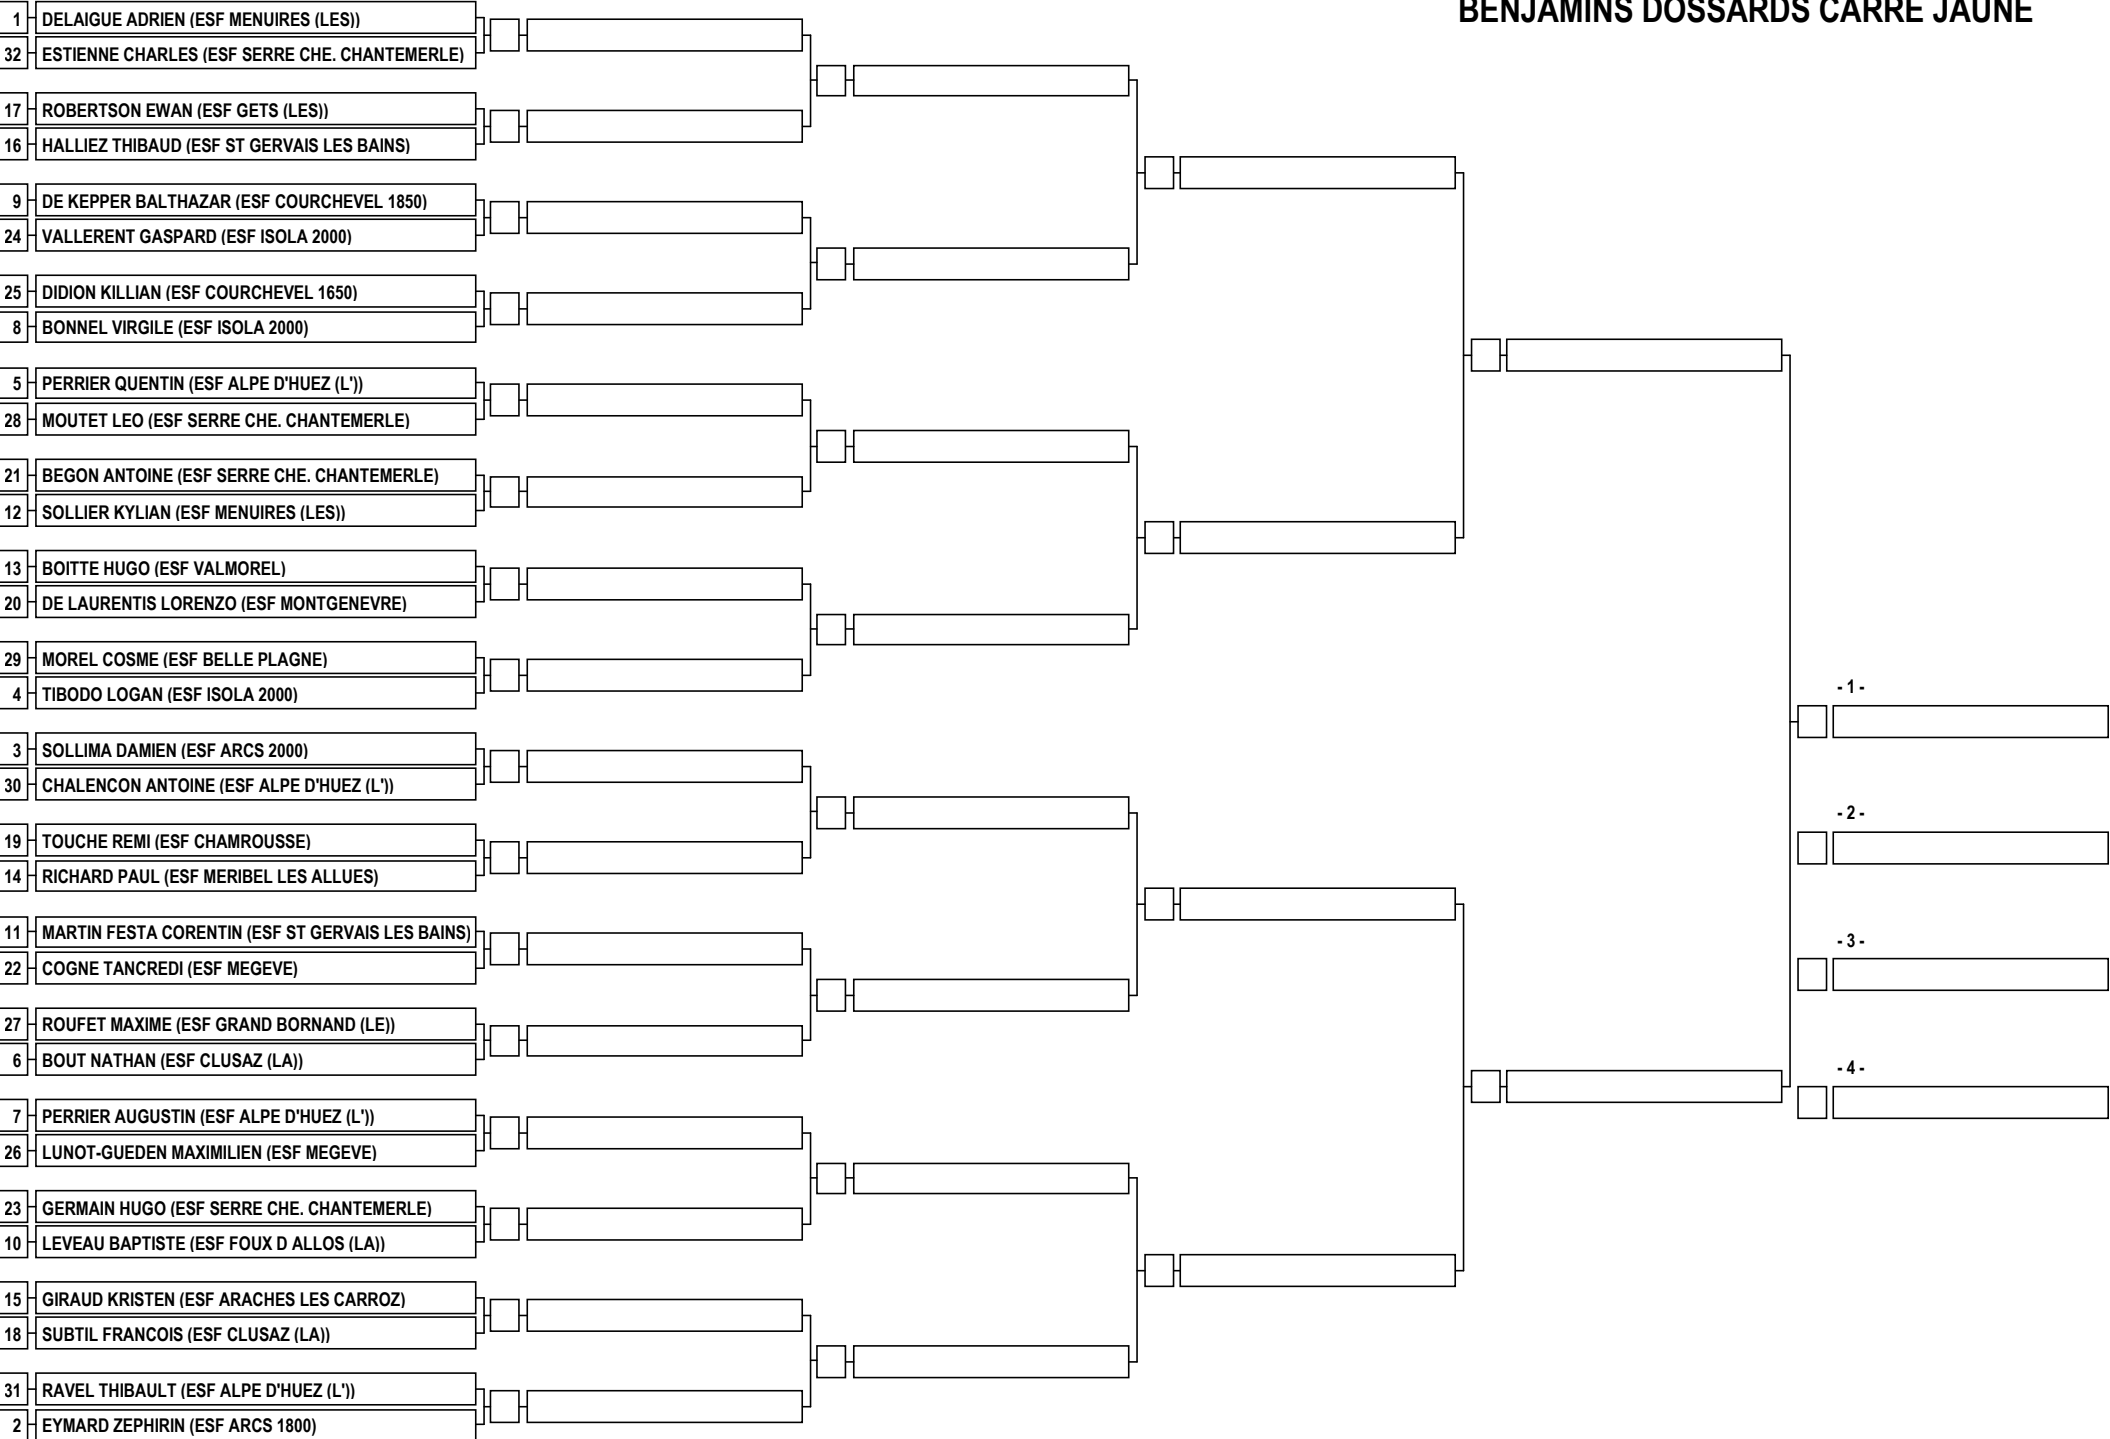 BENJAMINS DOSSARDS CARRE JAUNE
1 DELAIGUE ADRIEN (ESF MENUIRES (LES))
32 ESTIENNE CHARLES (ESF SERRE CHE. CHANTEMERLE)
17 ROBERTSON EWAN (ESF GETS (LES))
16 HALLIEZ THIBAUD (ESF ST GERVAIS LES BAINS)
9 DE KEPPER BALTHAZAR (ESF COURCHEVEL 1850)
24 VALLERENT GASPARD (ESF ISOLA 2000)
25 DIDION KILLIAN (ESF COURCHEVEL 1650)
8 BONNEL VIRGILE (ESF ISOLA 2000)
5 PERRIER QUENTIN (ESF ALPE D'HUEZ (L'))
28 MOUTET LEO (ESF SERRE CHE. CHANTEMERLE)
21 BEGON ANTOINE (ESF SERRE CHE. CHANTEMERLE)
12 SOLLIER KYLIAN (ESF MENUIRES (LES))
13 BOITTE HUGO (ESF VALMOREL)
20 DE LAURENTIS LORENZO (ESF MONTGENEVRE)
29 MOREL COSME (ESF BELLE PLAGNE)
4 TIBODO LOGAN (ESF ISOLA 2000)
3 SOLLIMA DAMIEN (ESF ARCS 2000)
30 CHALENCON ANTOINE (ESF ALPE D'HUEZ (L'))
19 TOUCHE REMI (ESF CHAMROUSSE)
14 RICHARD PAUL (ESF MERIBEL LES ALLUES)
11 MARTIN FESTA CORENTIN (ESF ST GERVAIS LES BAINS)
22 COGNE TANCREDI (ESF MEGEVE)
27 ROUFET MAXIME (ESF GRAND BORNAND (LE))
6 BOUT NATHAN (ESF CLUSAZ (LA))
7 PERRIER AUGUSTIN (ESF ALPE D'HUEZ (L'))
26 LUNOT-GUEDEN MAXIMILIEN (ESF MEGEVE)
23 GERMAIN HUGO (ESF SERRE CHE. CHANTEMERLE)
10 LEVEAU BAPTISTE (ESF FOUX D ALLOS (LA))
15 GIRAUD KRISTEN (ESF ARACHES LES CARROZ)
18 SUBTIL FRANCOIS (ESF CLUSAZ (LA))
31 RAVEL THIBAULT (ESF ALPE D'HUEZ (L'))
2 EYMARD ZEPHIRIN (ESF ARCS 1800)
- 1 -
- 2 -
- 3 -
- 4 -